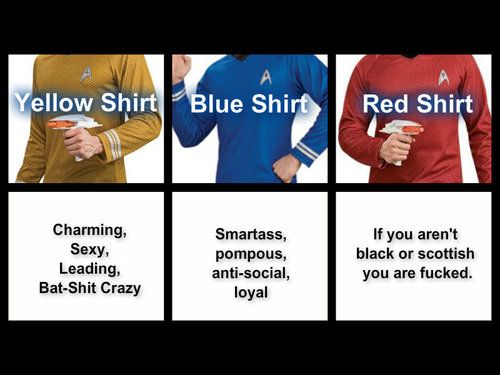 Yellow Shirt
Blue Shirt
Red Shirt
Charming,
Sexy,
Leading,
Bat-Shit Crazy
Smartass,
pompous,
anti-social,
loyal
If you aren't
black or scottish
you are fucked.